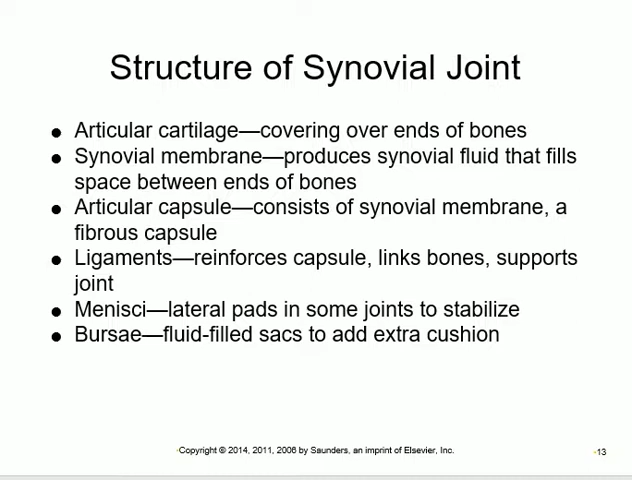 Structure of Synovial Joint
● Articular cartilage—covering over ends of bones
● Synovial membrane—produces synovial fluid that fills
space between ends of bones
● Articular capsule—consists of synovial membrane, a
fibrous capsule
● Ligaments—reinforces capsule, links bones, supports
joint
● Menisci—lateral pads in some joints to stabilize
● Bursae—fluid-filled sacs to add extra cushion
Copyright © 2014, 2011, 2006 by Saunders, an imprint of Elsevier, Inc.
13